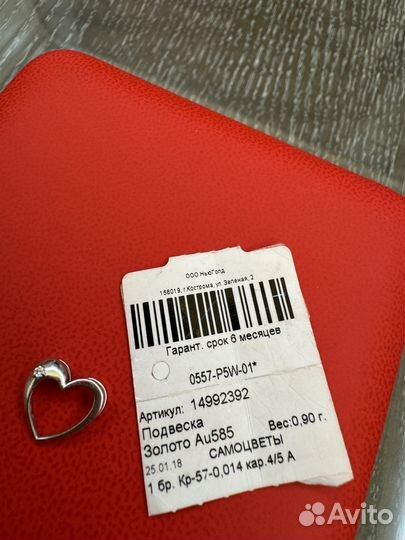 ООО НьюГолд
156019, г.Кострома, ул. Зеленая, 2
Гарант. срок 6 месяцев
0557-P5W-01*
Артикул: 14992392
Подвеска
Золото Au585 Вес:0,90 г.
САМОЦВЕТЫ
25.01.18
1 бр. Кр-57-0,014 кар.4/5 А
Avito